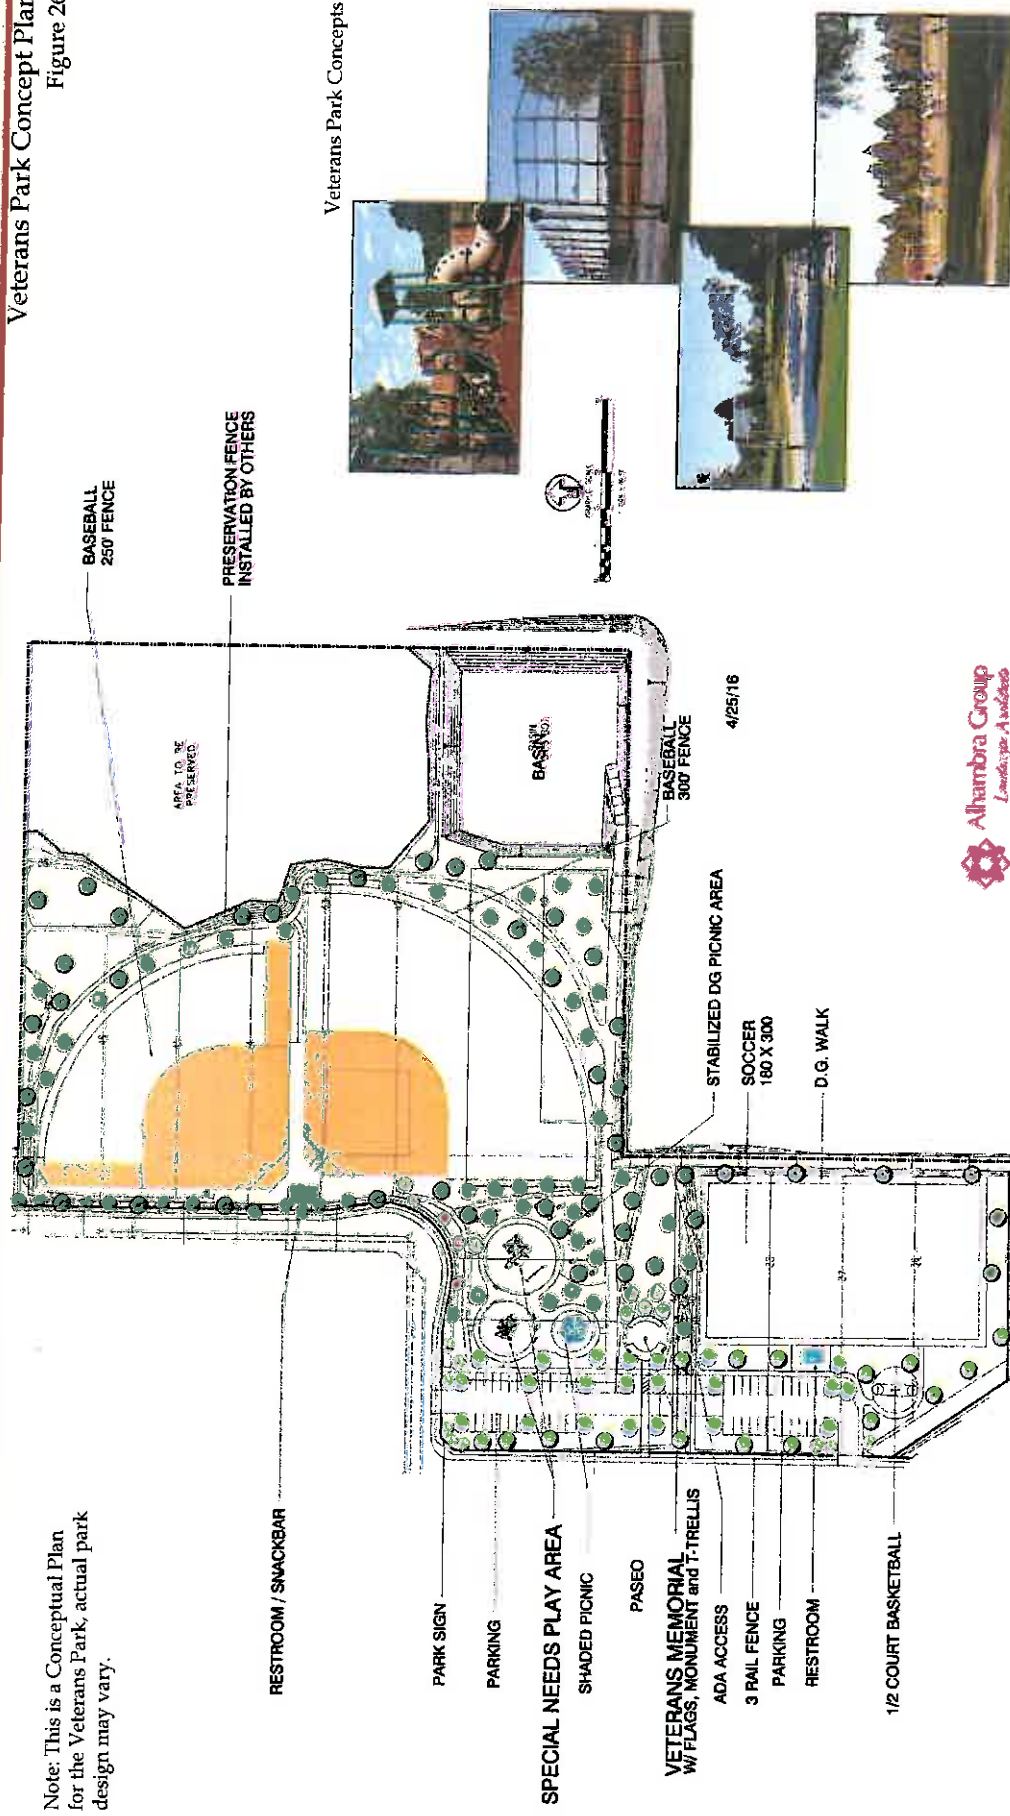 Veterans Park Concept Plan
Figure 26
Note: This is a Conceptual Plan
for the Veterans Park, actual park
design may vary.
Veterans Park Concepts
BASEBALL
250' FENCE
PRESERVATION FENCE
INSTALLED BY OTHERS
AREA TO BE
PRESERVED
BASIN
BASEBALL
300' FENCE
4/25/16
STABILIZED DG PICNIC AREA
SOCCER
180 X 300
D.G. WALK
RESTROOM / SNACKBAR
PARK SIGN
PARKING
SPECIAL NEEDS PLAY AREA
SHADED PICNIC
PASEO
VETERANS MEMORIAL
W/ FLAGS, MONUMENT and T-TRELLIS
ADA ACCESS
3 RAIL FENCE
PARKING
RESTROOM
1/2 COURT BASKETBALL
Alhambra Group
Landscape Architects